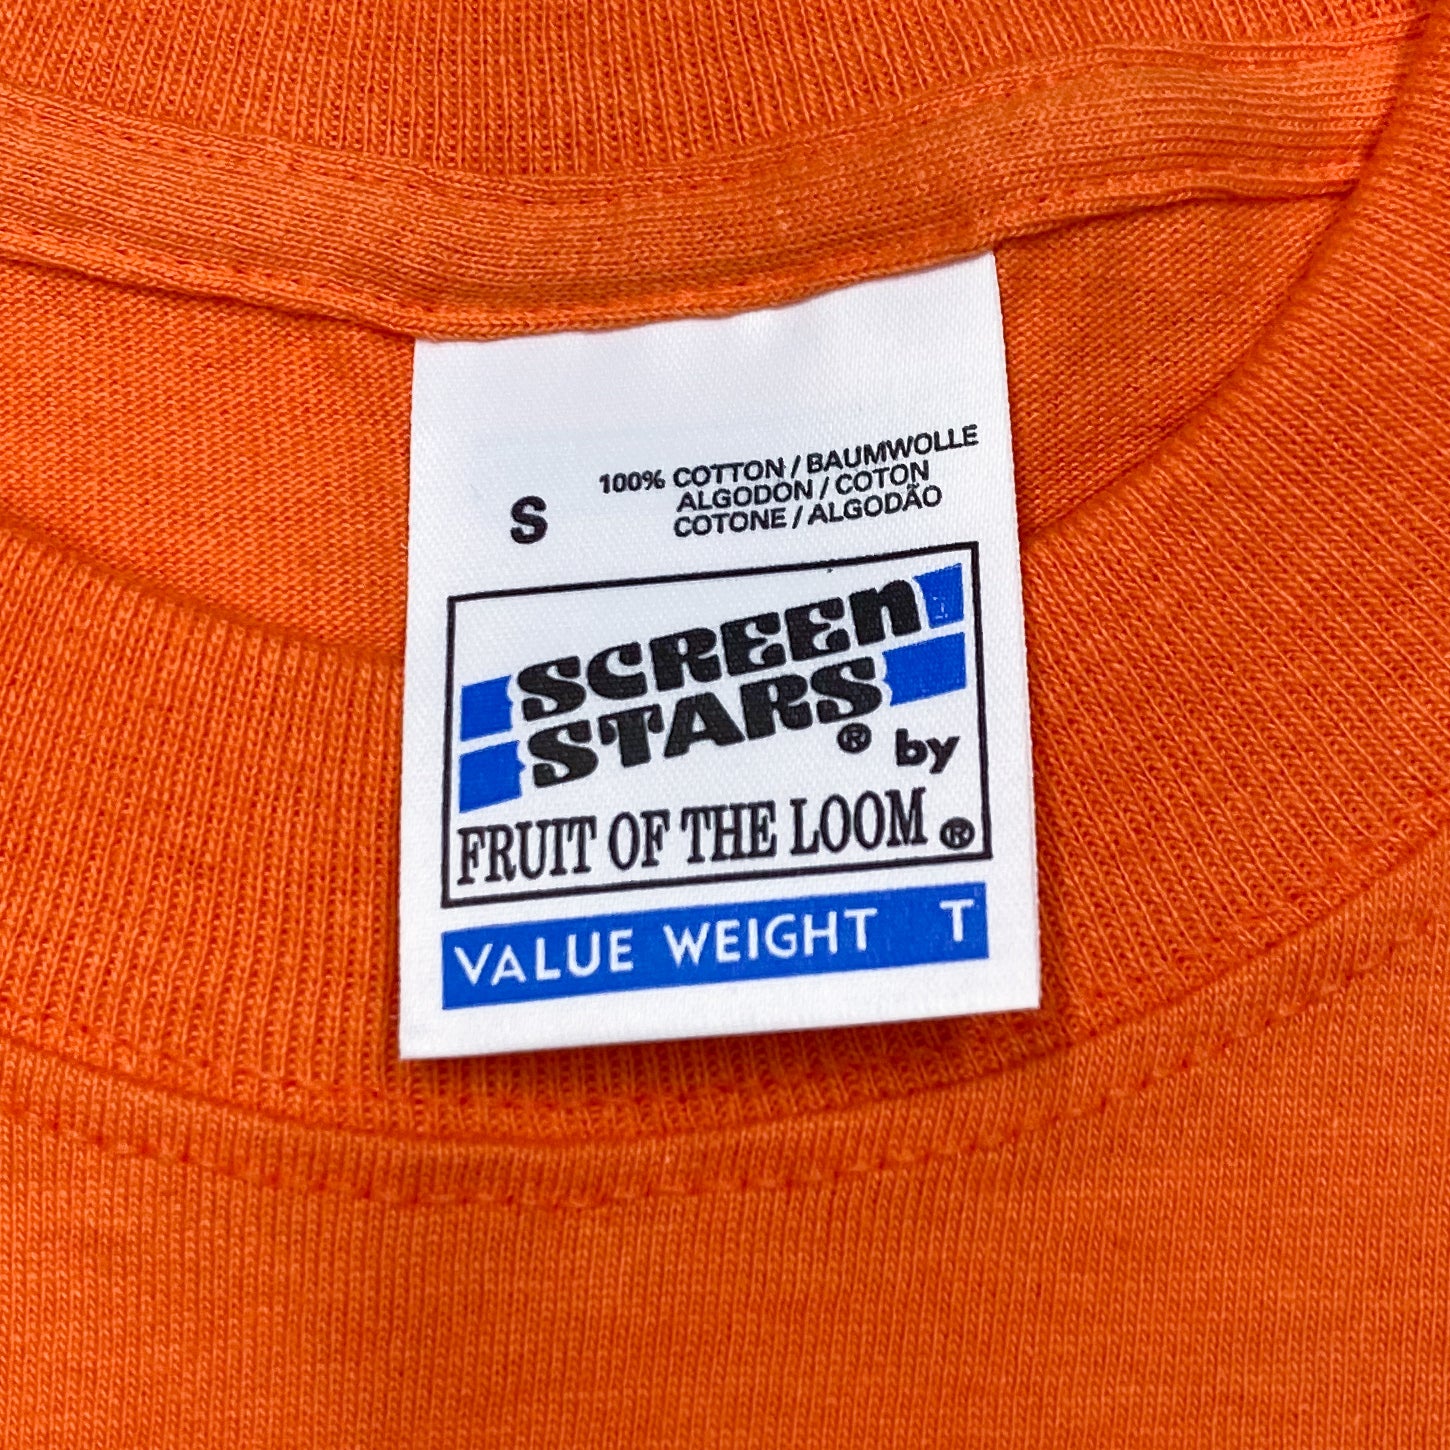 S
100% COTTON / BAUMWOLLE
ALGODON / COTON
COTONE / ALGODÃO
SCREEn
STARS® by
FRUIT OF THE LOOM®
VALUE WEIGHT T